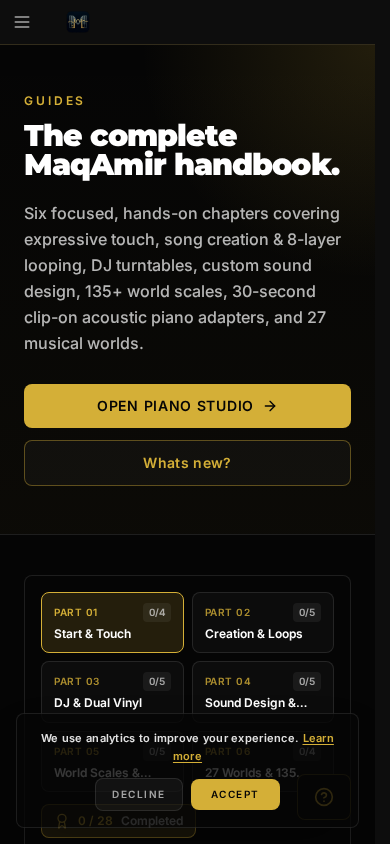 GUIDES
The complete
MaqAmir handbook.
Six focused, hands-on chapters covering
expressive touch, song creation & 8-layer
looping, DJ turntables, custom sound
design, 135+ world scales, 30-second
clip-on acoustic piano adapters, and 27
musical worlds.
OPEN PIANO STUDIO →
Whats new?
PART 01 0/4
Start & Touch
PART 02 0/5
Creation & Loops
PART 03 0/5
DJ & Dual Vinyl
PART 04 0/5
Sound Design &...
We use analytics to improve your experience. Learn
more
PART 05 0/5
World Scales &...
PART 06 0/4
27 Worlds & 135...
DECLINE
ACCEPT
0 / 28 Completed